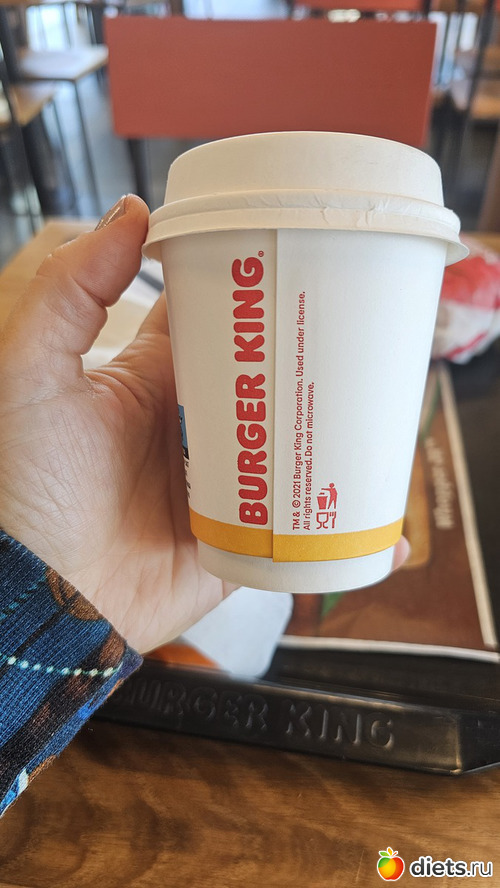 BURGER KING®
TM & © 2021 Burger King Corporation. Used under license.
All rights reserved. Do not microwave.
BURGER KING
diets.ru